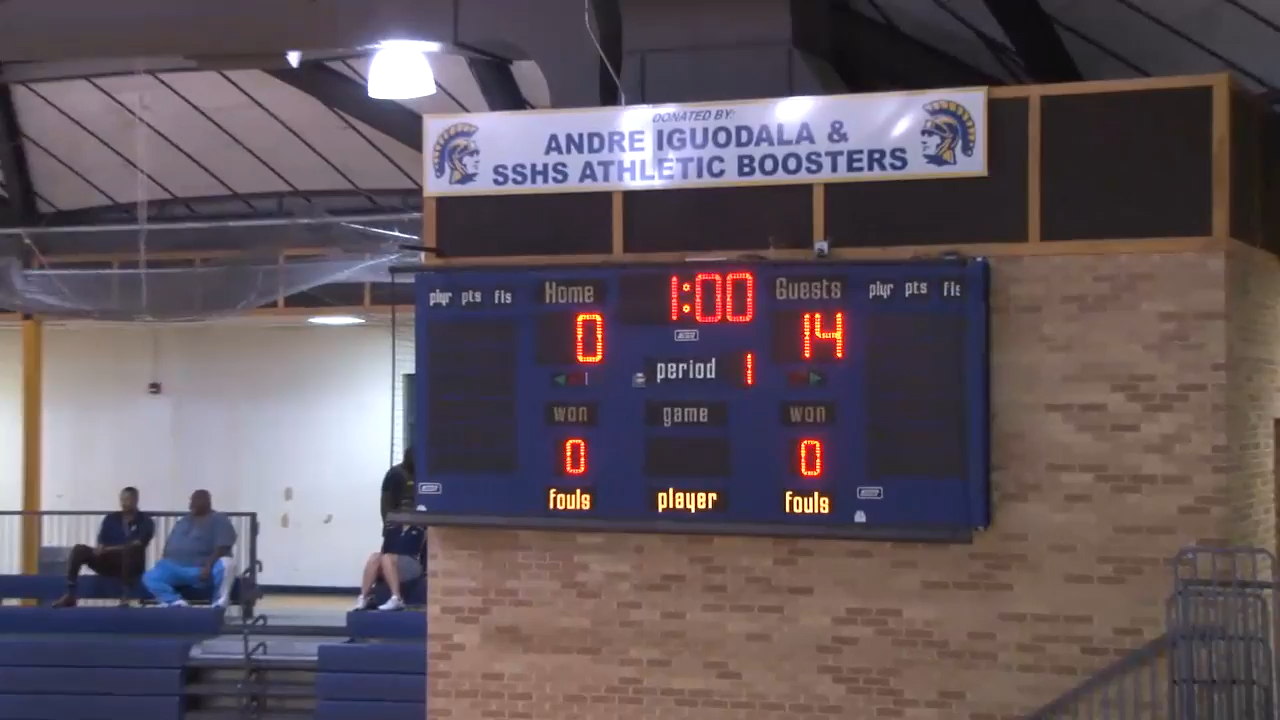 DONATED BY:
ANDRE IGUODALA &
SSHS ATHLETIC BOOSTERS
plyr pts fls Home 1:00 Guests plyr pts fls
0 14
period 1
won game won
0 0
fouls player fouls